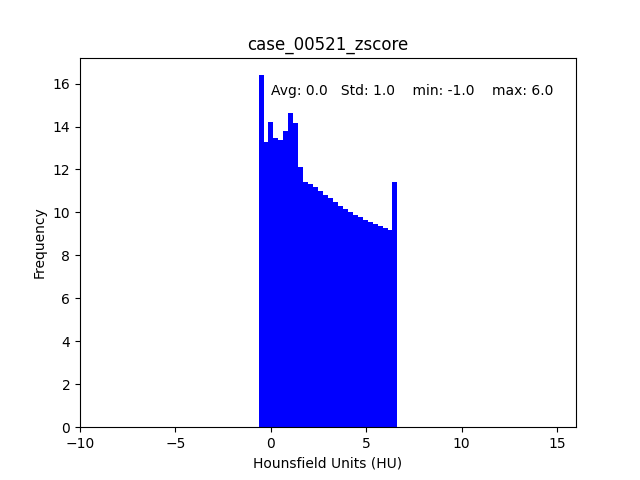 case_00521_zscore
Avg: 0.0 Std: 1.0 min: -1.0 max: 6.0
16
14
12
10
8
6
4
2
0
Frequency
−10 −5 0 5 10 15
Hounsfield Units (HU)